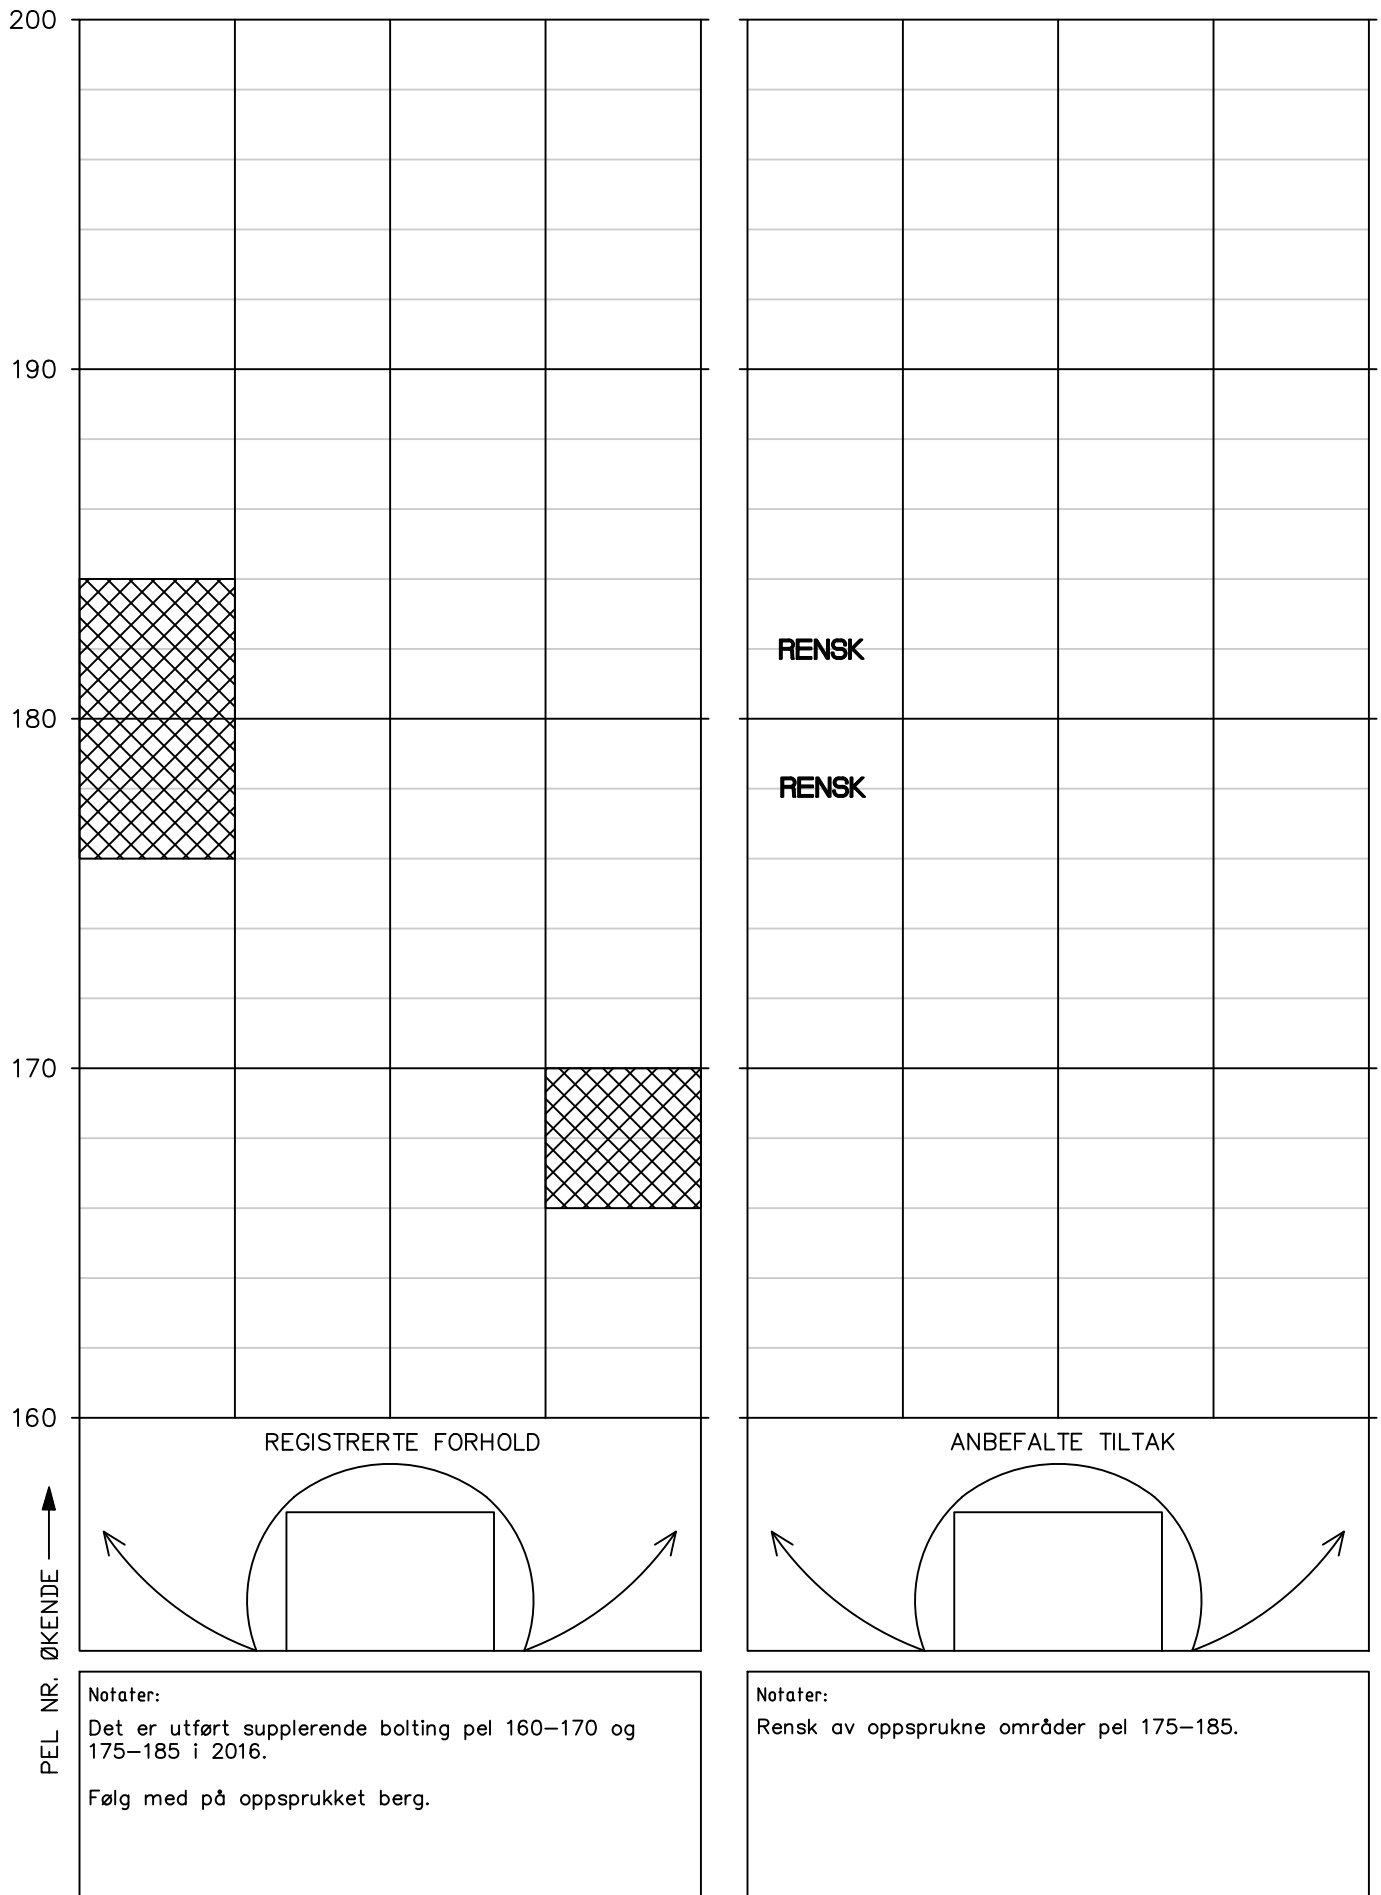 200
190
180
170
160
RENSK
RENSK
REGISTRERTE FORHOLD
ANBEFALTE TILTAK
PEL NR. ØKENDE
Notater:
Det er utført supplerende bolting pel 160-170 og
175-185 i 2016.
Følg med på oppsprukket berg.
Notater:
Rensk av oppsprukne områder pel 175-185.